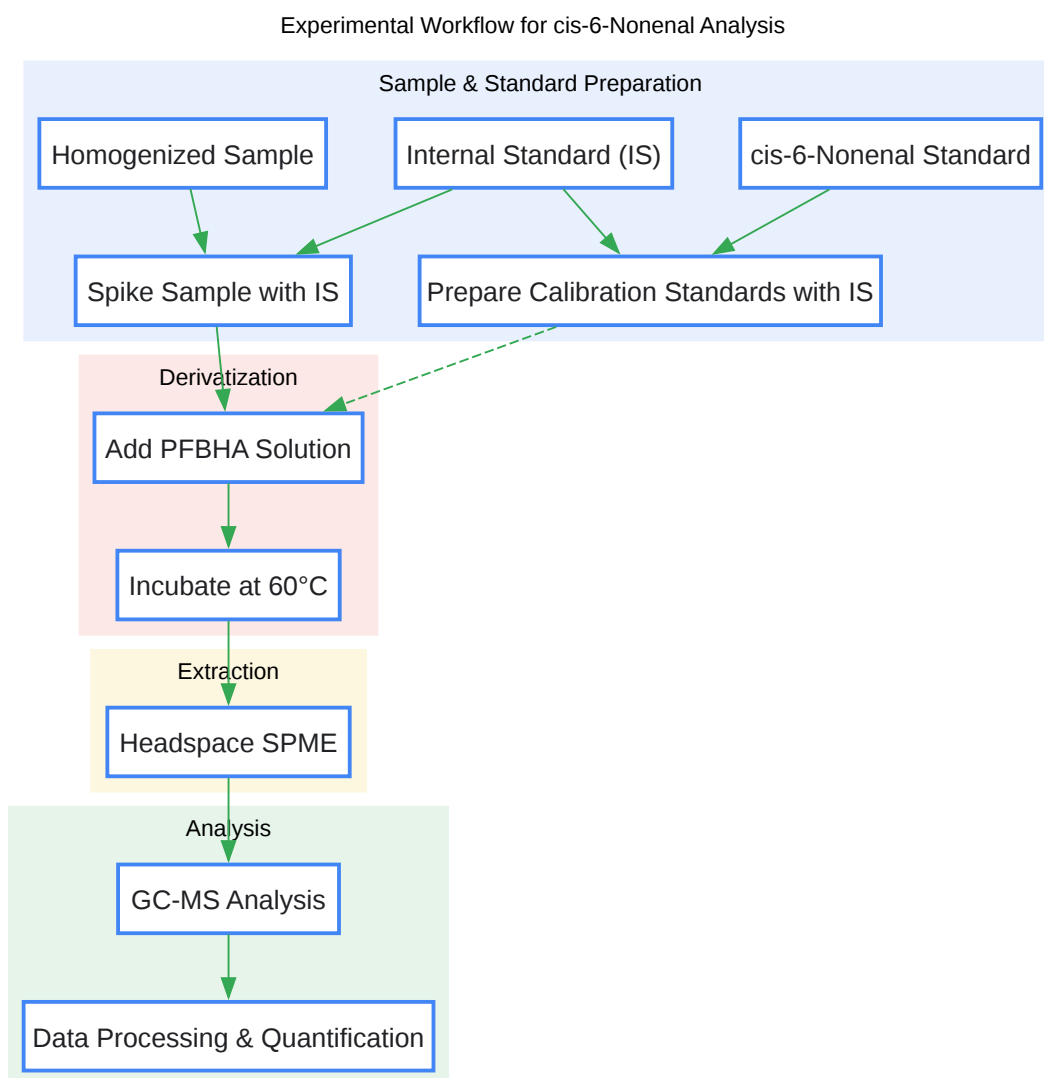 Experimental Workflow for cis-6-Nonenal Analysis
Sample & Standard Preparation
Homogenized Sample
Internal Standard (IS)
cis-6-Nonenal Standard
Spike Sample with IS
Prepare Calibration Standards with IS
Derivatization
Add PFBHA Solution
Incubate at 60°C
Extraction
Headspace SPME
Analysis
GC-MS Analysis
Data Processing & Quantification